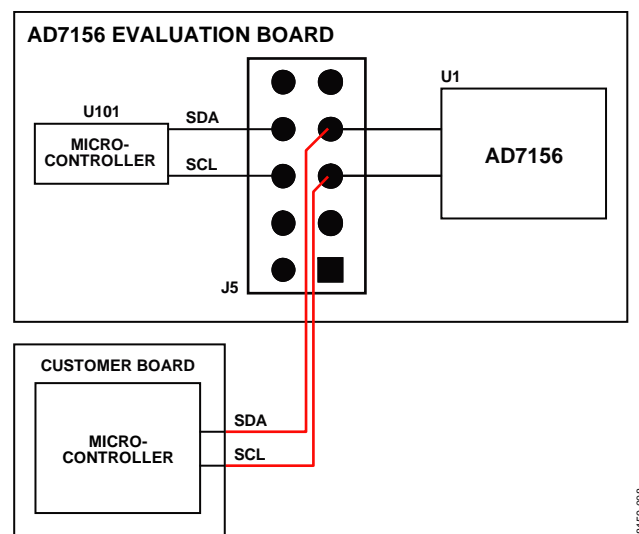 AD7156 EVALUATION BOARD
U1
U101
SDA
MICRO-
CONTROLLER
SCL
AD7156
J5
CUSTOMER BOARD
MICRO-
CONTROLLER
SDA
SCL